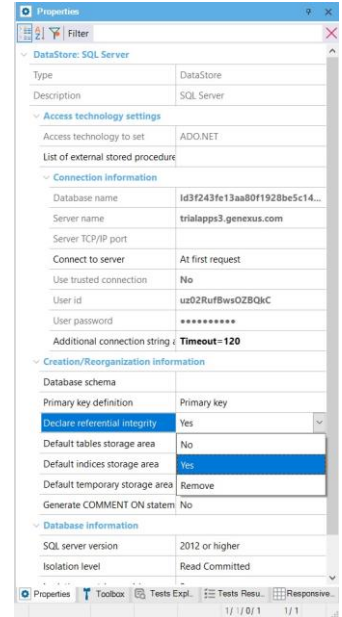 Properties
Filter
DataStore: SQL Server
Type DataStore
Description SQL Server
Access technology settings
Access technology to set ADO.NET
List of external stored procedure
Connection information
Database name Id3f243fe13aa80f1928be5c14...
Server name trialapps3.genexus.com
Server TCP/IP port
Connect to server At first request
Use trusted connection No
User id uz02RufBwsOZBQkC
User password ••••••••••
Additional connection string a Timeout=120
Creation/Reorganization information
Database schema
Primary key definition Primary key
Declare referential integrity Yes
Default tables storage area No
Default indices storage area Yes
Default temporary storage area Remove
Generate COMMENT ON statem No
Database information
SQL server version 2012 or higher
Isolation level Read Committed
Properties Toolbox Tests Expl.. Tests Resu.. Responsive..
1/ 1/ 0/ 1 1/ 1